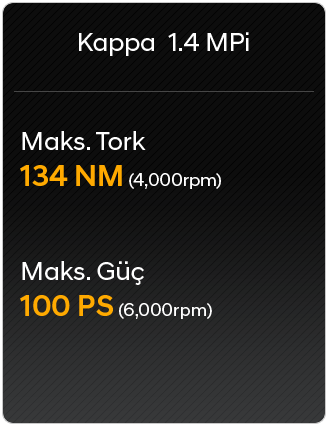 Kappa 1.4 MPi
Maks. Tork
134 NM (4,000rpm)
Maks. Güç
100 PS (6,000rpm)